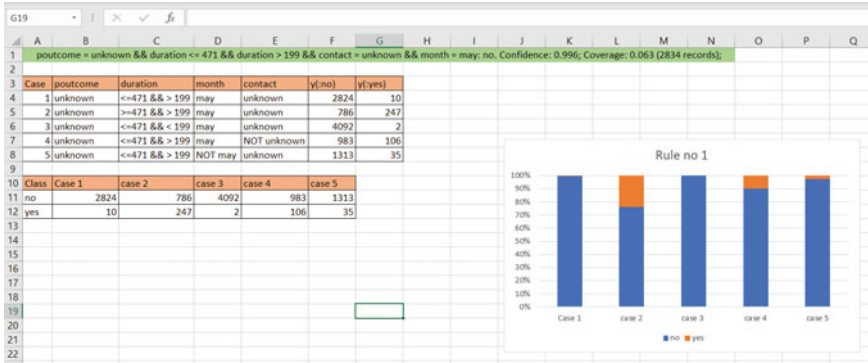 G19
fx
A B C D E F G H I J K L M N O P Q
1 poutcome = unknown && duration <= 471 && duration > 199 && contact = unknown && month = may: no. Confidence: 0.996; Coverage: 0.063 (2834 records);
2
3 Case poutcome duration month contact y(:no) y(:yes)
4 1 unknown <=471 && > 199 may unknown 2824 10
5 2 unknown >=471 && > 199 may unknown 786 247
6 3 unknown <=471 && < 199 may unknown 4092 2
7 4 unknown <=471 && > 199 may NOT unknown 983 106
8 5 unknown <=471 && > 199 NOT may unknown 1313 35
9
10 Class Case 1 case 2 case 3 case 4 case 5
11 no 2824 786 4092 983 1313
12 yes 10 247 2 106 35
13
14
15
16
17
18
19
20
21
22
Rule no 1
100%
90%
80%
70%
60%
50%
40%
30%
20%
10%
0%
Case 1 case 2 case 3 case 4 case 5
no yes